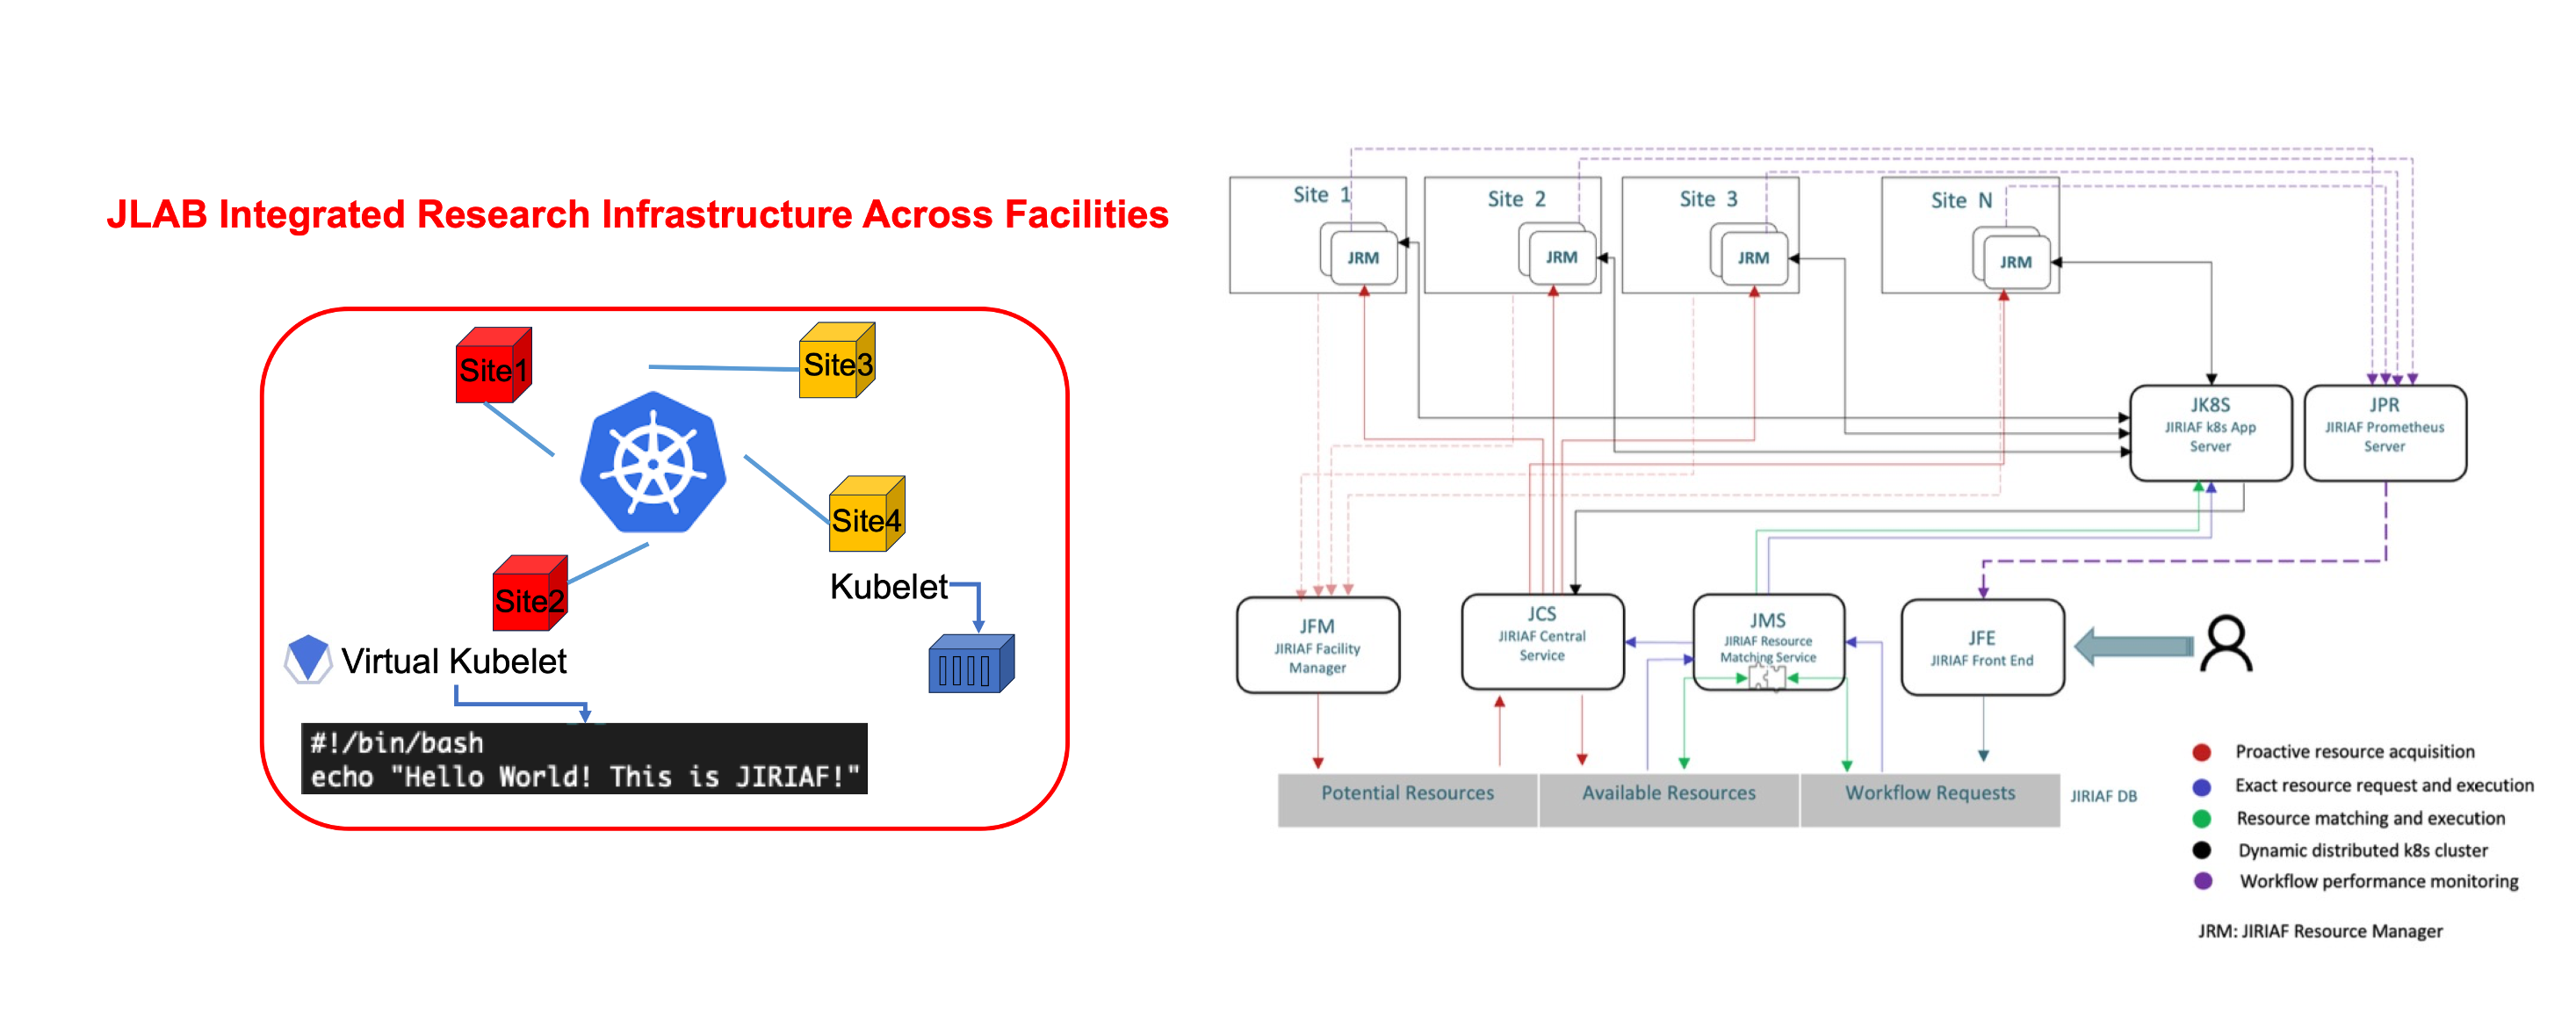 JLAB Integrated Research Infrastructure Across Facilities
Site1
Site3
Site4
Site2
Kubelet
Virtual Kubelet
#!/bin/bash
echo "Hello World! This is JIRIAF!"
Site 1
Site 2
Site 3
Site N
JRM
JRM
JRM
JRM
JK8S
JIRIAF k8s App
Server
JPR
JIRIAF Prometheus
Server
JFM
JIRIAF Facility
Manager
JCS
JIRIAF Central
Service
JMS
JIRIAF Resource
Matching Service
JFE
JIRIAF Front End
Potential Resources
Available Resources
Workflow Requests
JIRIAF DB
Proactive resource acquisition
Exact resource request and execution
Resource matching and execution
Dynamic distributed k8s cluster
Workflow performance monitoring
JRM: JIRIAF Resource Manager